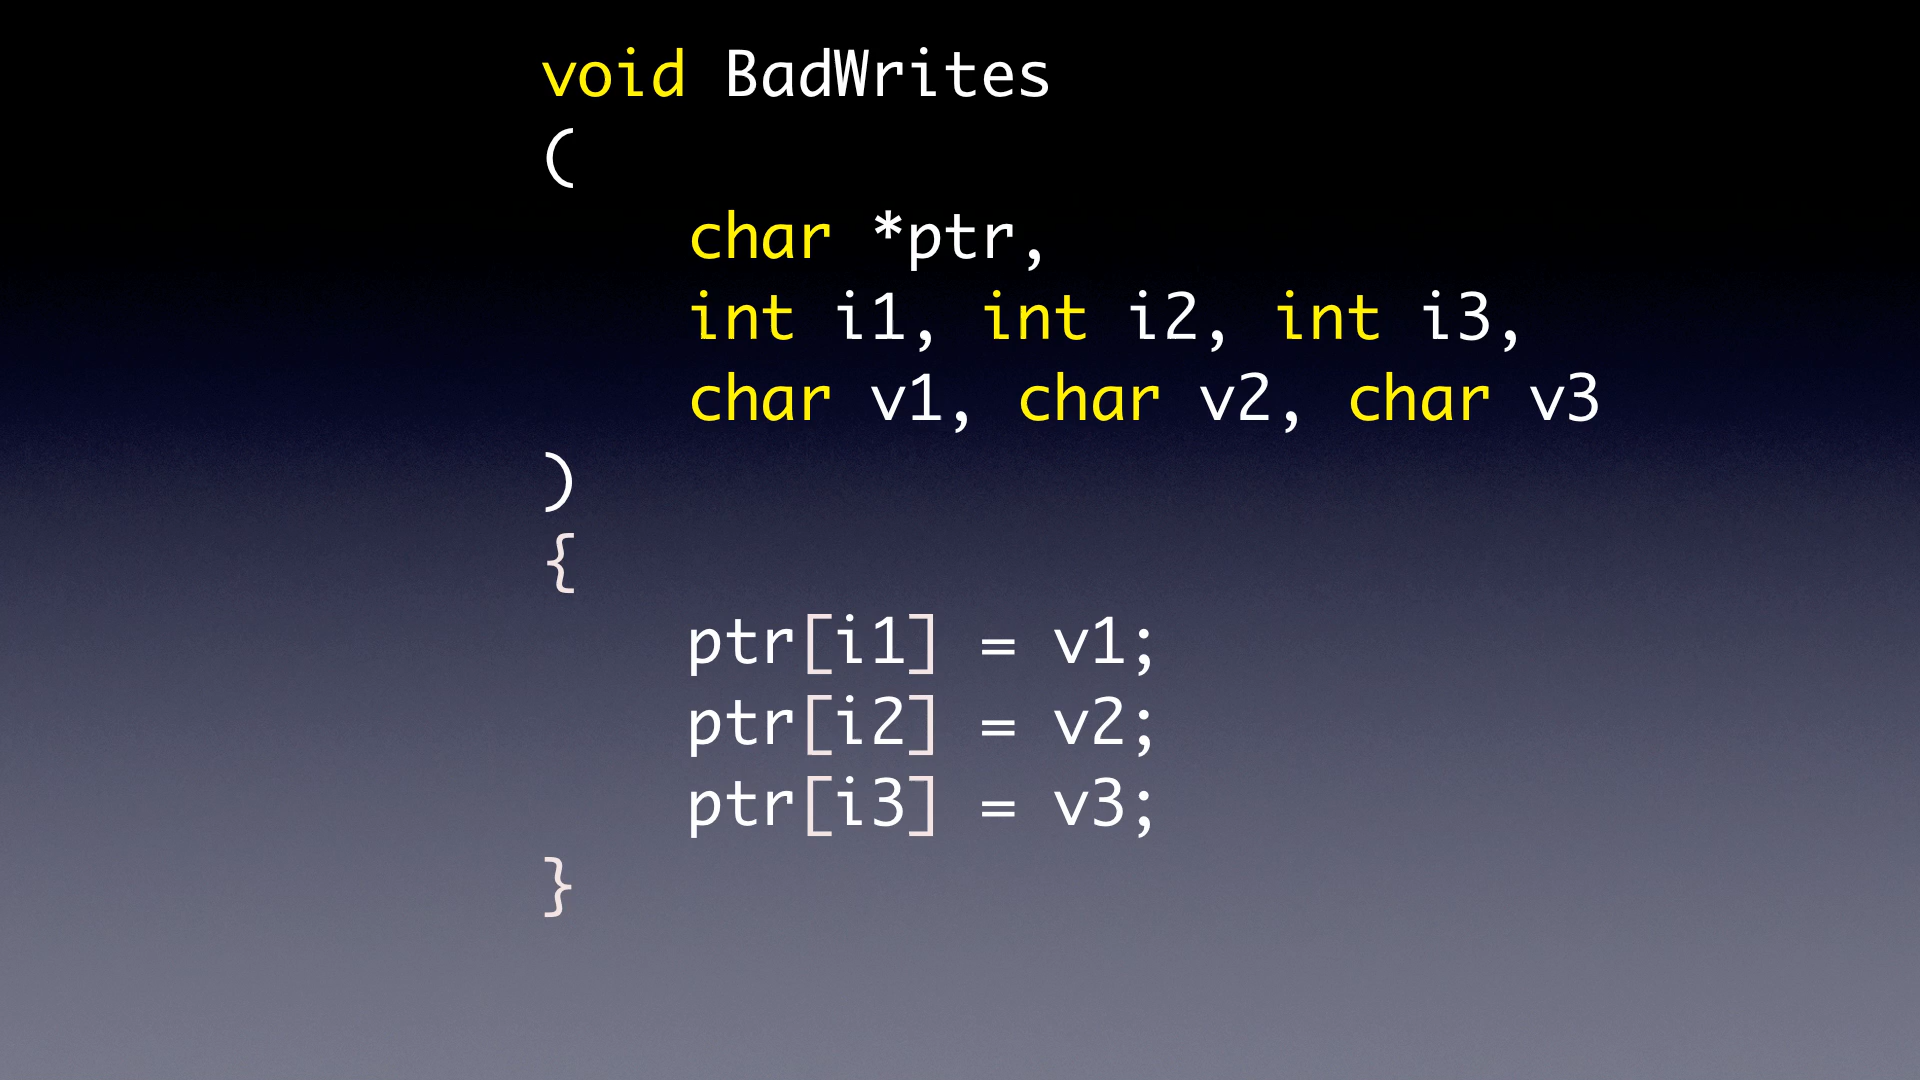 void BadWrites
(
    char *ptr,
    int i1, int i2, int i3,
    char v1, char v2, char v3
)
{
    ptr[i1] = v1;
    ptr[i2] = v2;
    ptr[i3] = v3;
}